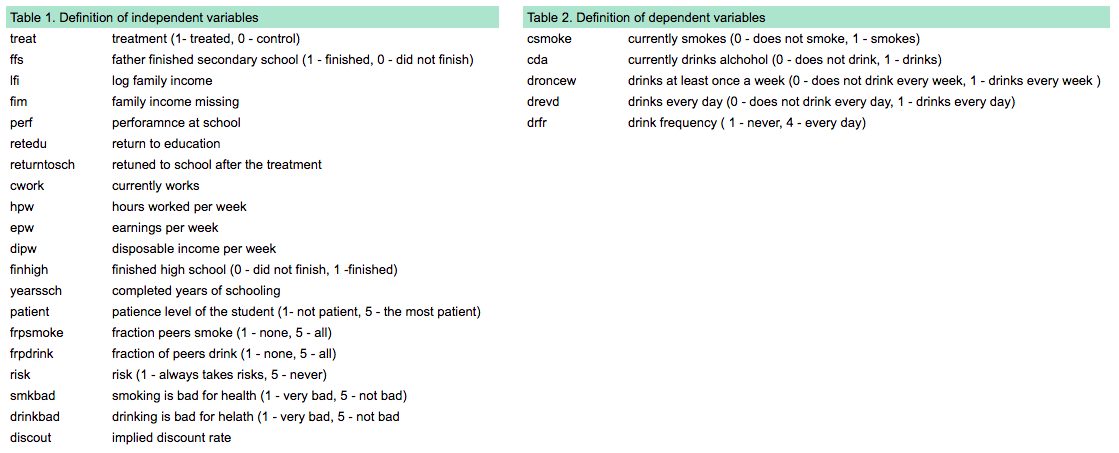 Table 1. Definition of independent variables
treat treatment (1- treated, 0 - control)
ffs father finished secondary school (1 - finished, 0 - did not finish)
lfi log family income
fim family income missing
perf perforamnce at school
retedu return to education
returntosch retuned to school after the treatment
cwork currently works
hpw hours worked per week
epw earnings per week
dipw disposable income per week
finhigh finished high school (0 - did not finish, 1 -finished)
yearssch completed years of schooling
patient patience level of the student (1- not patient, 5 - the most patient)
frpsmoke fraction peers smoke (1 - none, 5 - all)
frpdrink fraction of peers drink (1 - none, 5 - all)
risk risk (1 - always takes risks, 5 - never)
smkbad smoking is bad for health (1 - very bad, 5 - not bad)
drinkbad drinking is bad for helath (1 - very bad, 5 - not bad
discout implied discount rate
Table 2. Definition of dependent variables
csmoke currently smokes (0 - does not smoke, 1 - smokes)
cda currently drinks alchohol (0 - does not drink, 1 - drinks)
droncew drinks at least once a week (0 - does not drink every week, 1 - drinks every week )
drevd drinks every day (0 - does not drink every day, 1 - drinks every day)
drfr drink frequency ( 1 - never, 4 - every day)